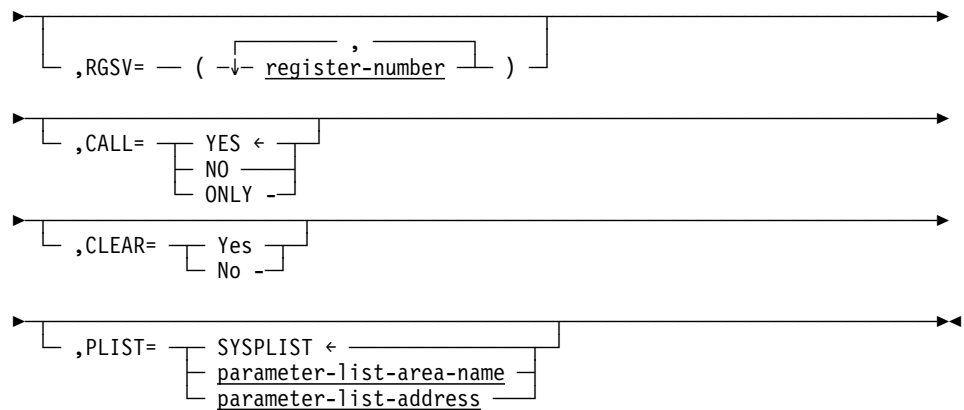 ,
,RGSV= ( register-number )
,CALL= YES ←
NO
ONLY
,CLEAR= Yes
No
,PLIST= SYSPLIST ←
parameter-list-area-name
parameter-list-address